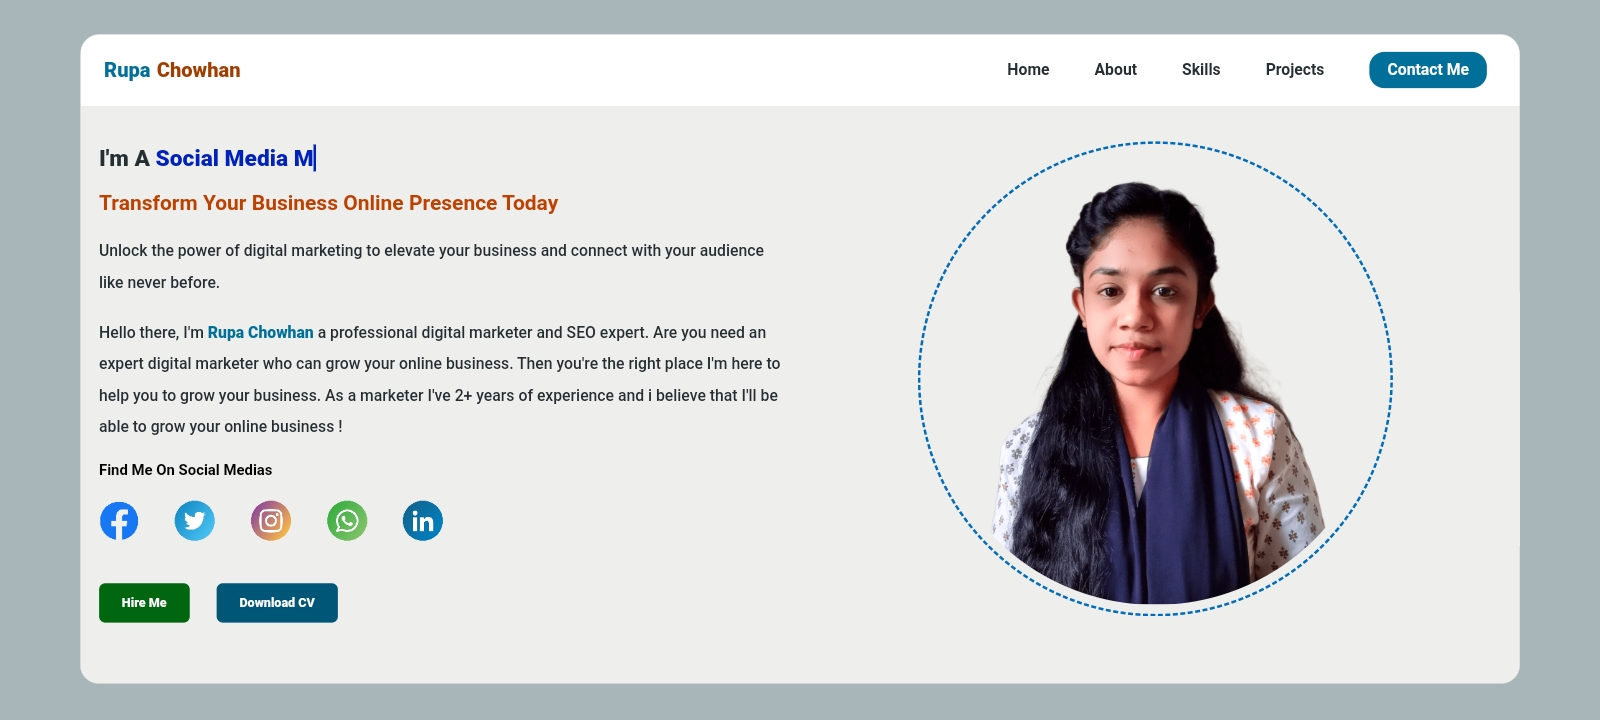 Rupa Chowhan
Home About Skills Projects Contact Me
I'm A Social Media M
Transform Your Business Online Presence Today
Unlock the power of digital marketing to elevate your business and connect with your audience
like never before.
Hello there, I'm Rupa Chowhan a professional digital marketer and SEO expert. Are you need an
expert digital marketer who can grow your online business. Then you're the right place I'm here to
help you to grow your business. As a marketer I've 2+ years of experience and i believe that I'll be
able to grow your online business !
Find Me On Social Medias
Hire Me Download CV